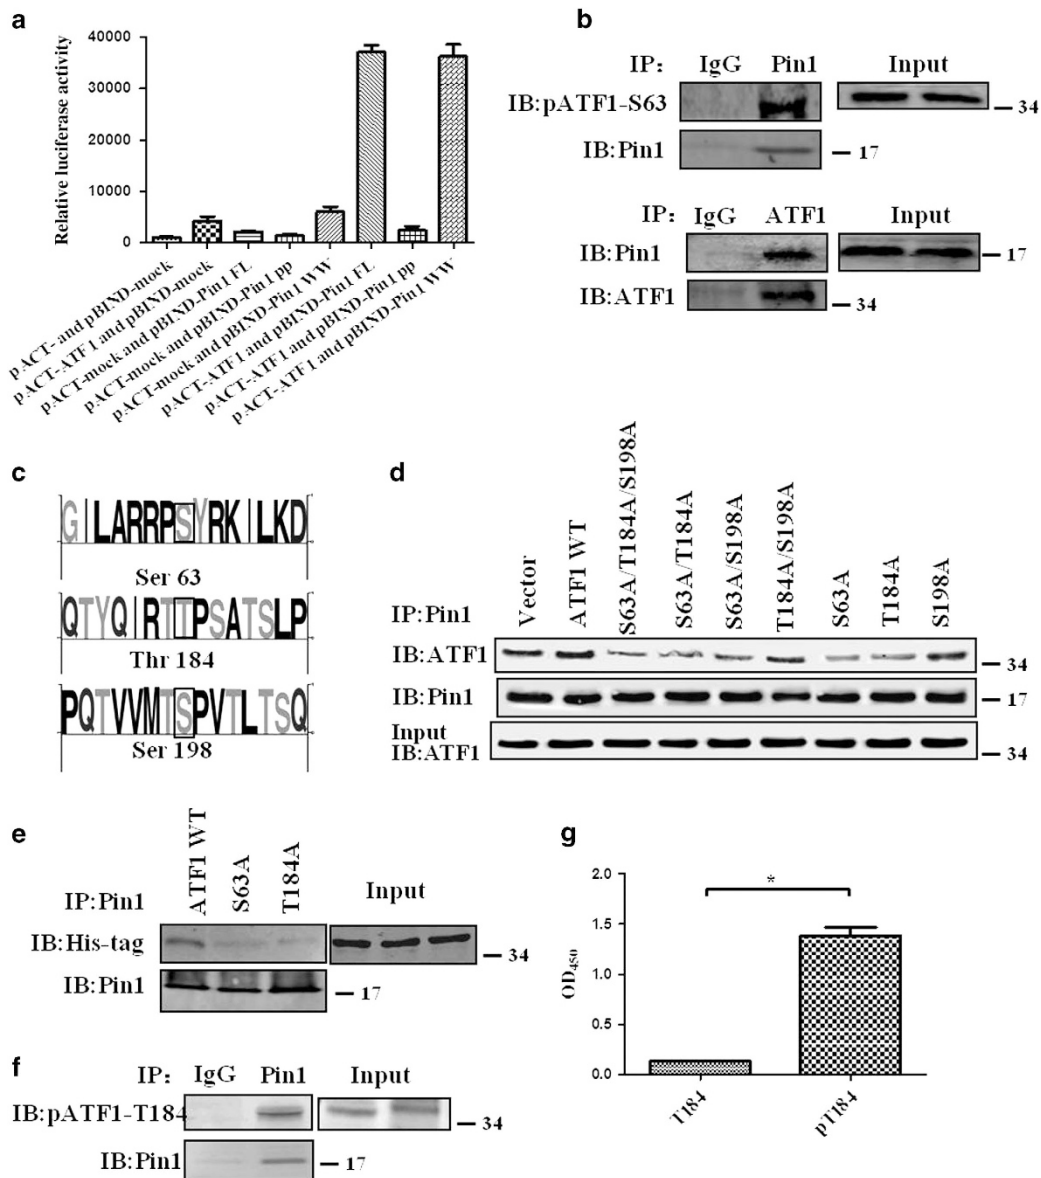 a
40000
30000
20000
10000
0
Relative luciferase activity
pACT- and pBIND-mock
pACT-ATF1 and pBIND-mock
pACT-mock and pBIND-Pin1 FL
pACT-mock and pBIND-Pin1 pp
pACT-mock and pBIND-Pin1 WW
pACT-ATF1 and pBIND-Pin1 FL
pACT-ATF1 and pBIND-Pin1 pp
pACT-ATF1 and pBIND-Pin1 WW
b
IP: IgG Pin1 Input
IB:pATF1-S63 34
IB:Pin1 17
IP: IgG ATF1 Input
IB:Pin1 17
IB:ATF1 34
c
GILARRPSYRKILKD
Ser 63
QTYQIRTTPSATSLP
Thr 184
PQTVVMTSPVTLTSQ
Ser 198
d
IP:Pin1 Vector ATF1 WT S63A/T184A/S198A S63A/T184A S63A/S198A T184A/S198A S63A T184A S198A
IB:ATF1 34
IB:Pin1 17
Input
IB:ATF1 34
e
IP:Pin1 ATF1 WT S63A T184A Input
IB:His-tag 34
IB:Pin1 17
f
IP: IgG Pin1 Input
IB:pATF1-T184 34
IB:Pin1 17
g
2.0
1.5
1.0
0.5
0.0
OD450
*
T184
pT184